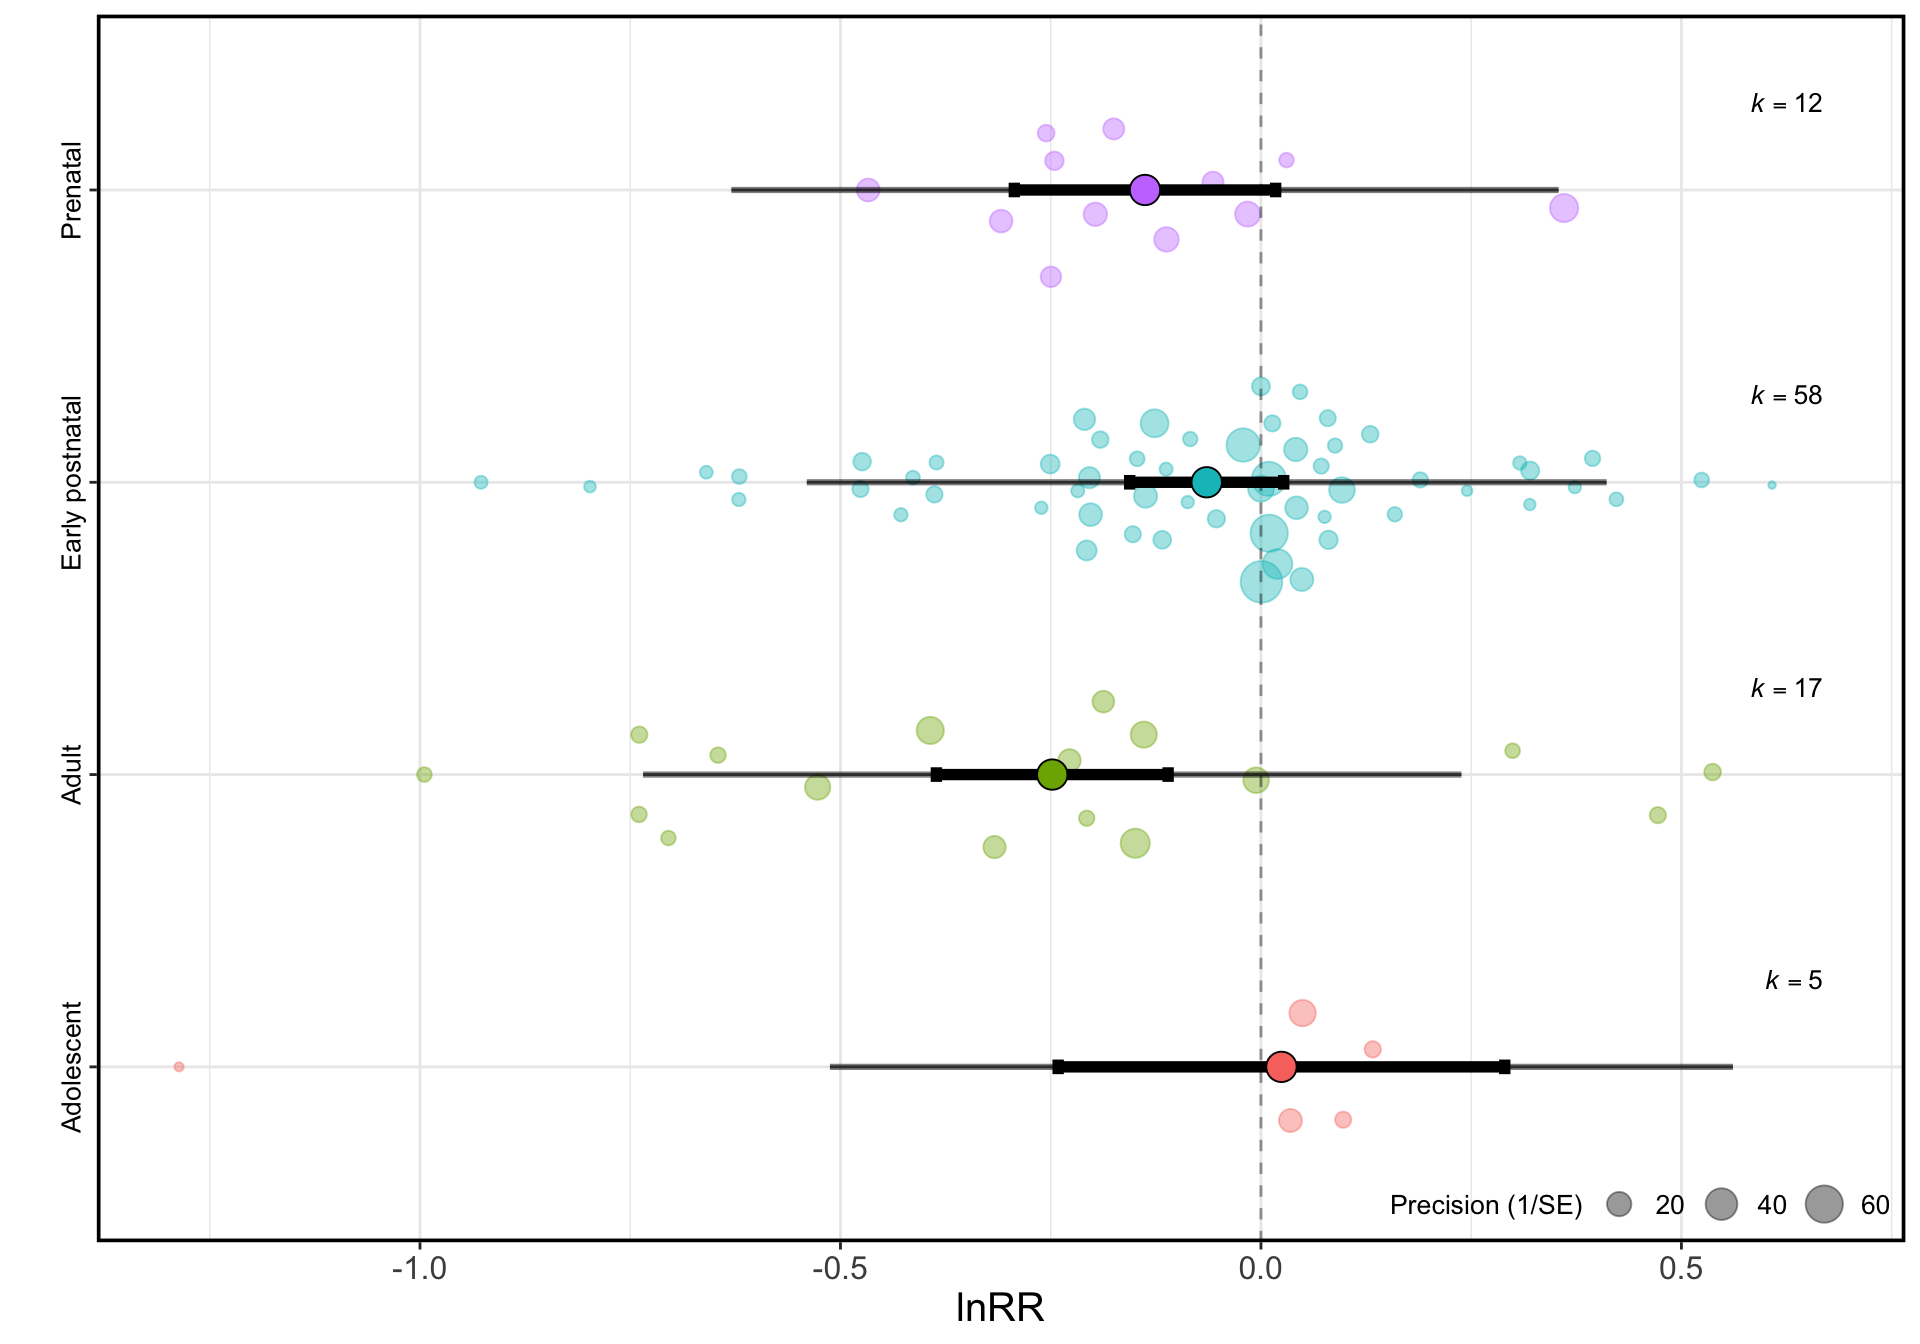 Prenatal
k = 12
Early postnatal
k = 58
Adult
k = 17
Adolescent
k = 5
Precision (1/SE) 20 40 60
-1.0 -0.5 0.0 0.5
lnRR